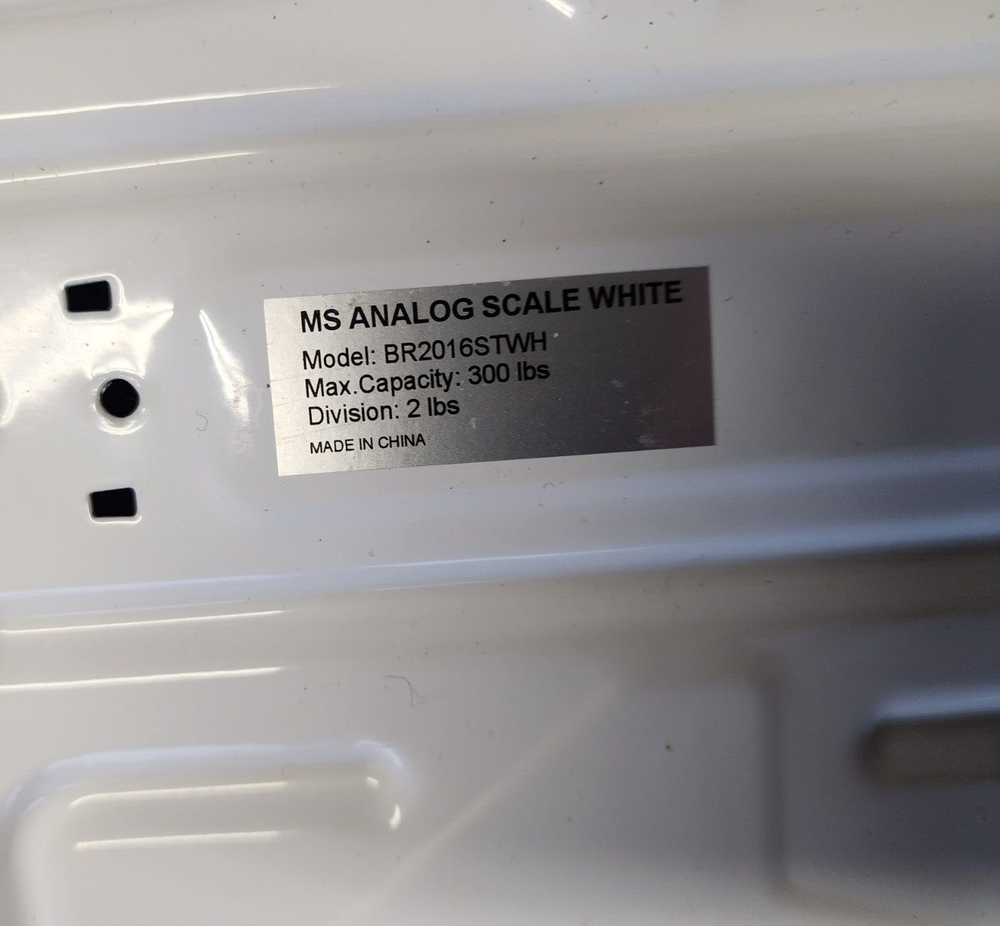 MS ANALOG SCALE WHITE
Model: BR2016STWH
Max.Capacity: 300 lbs
Division: 2 lbs
MADE IN CHINA